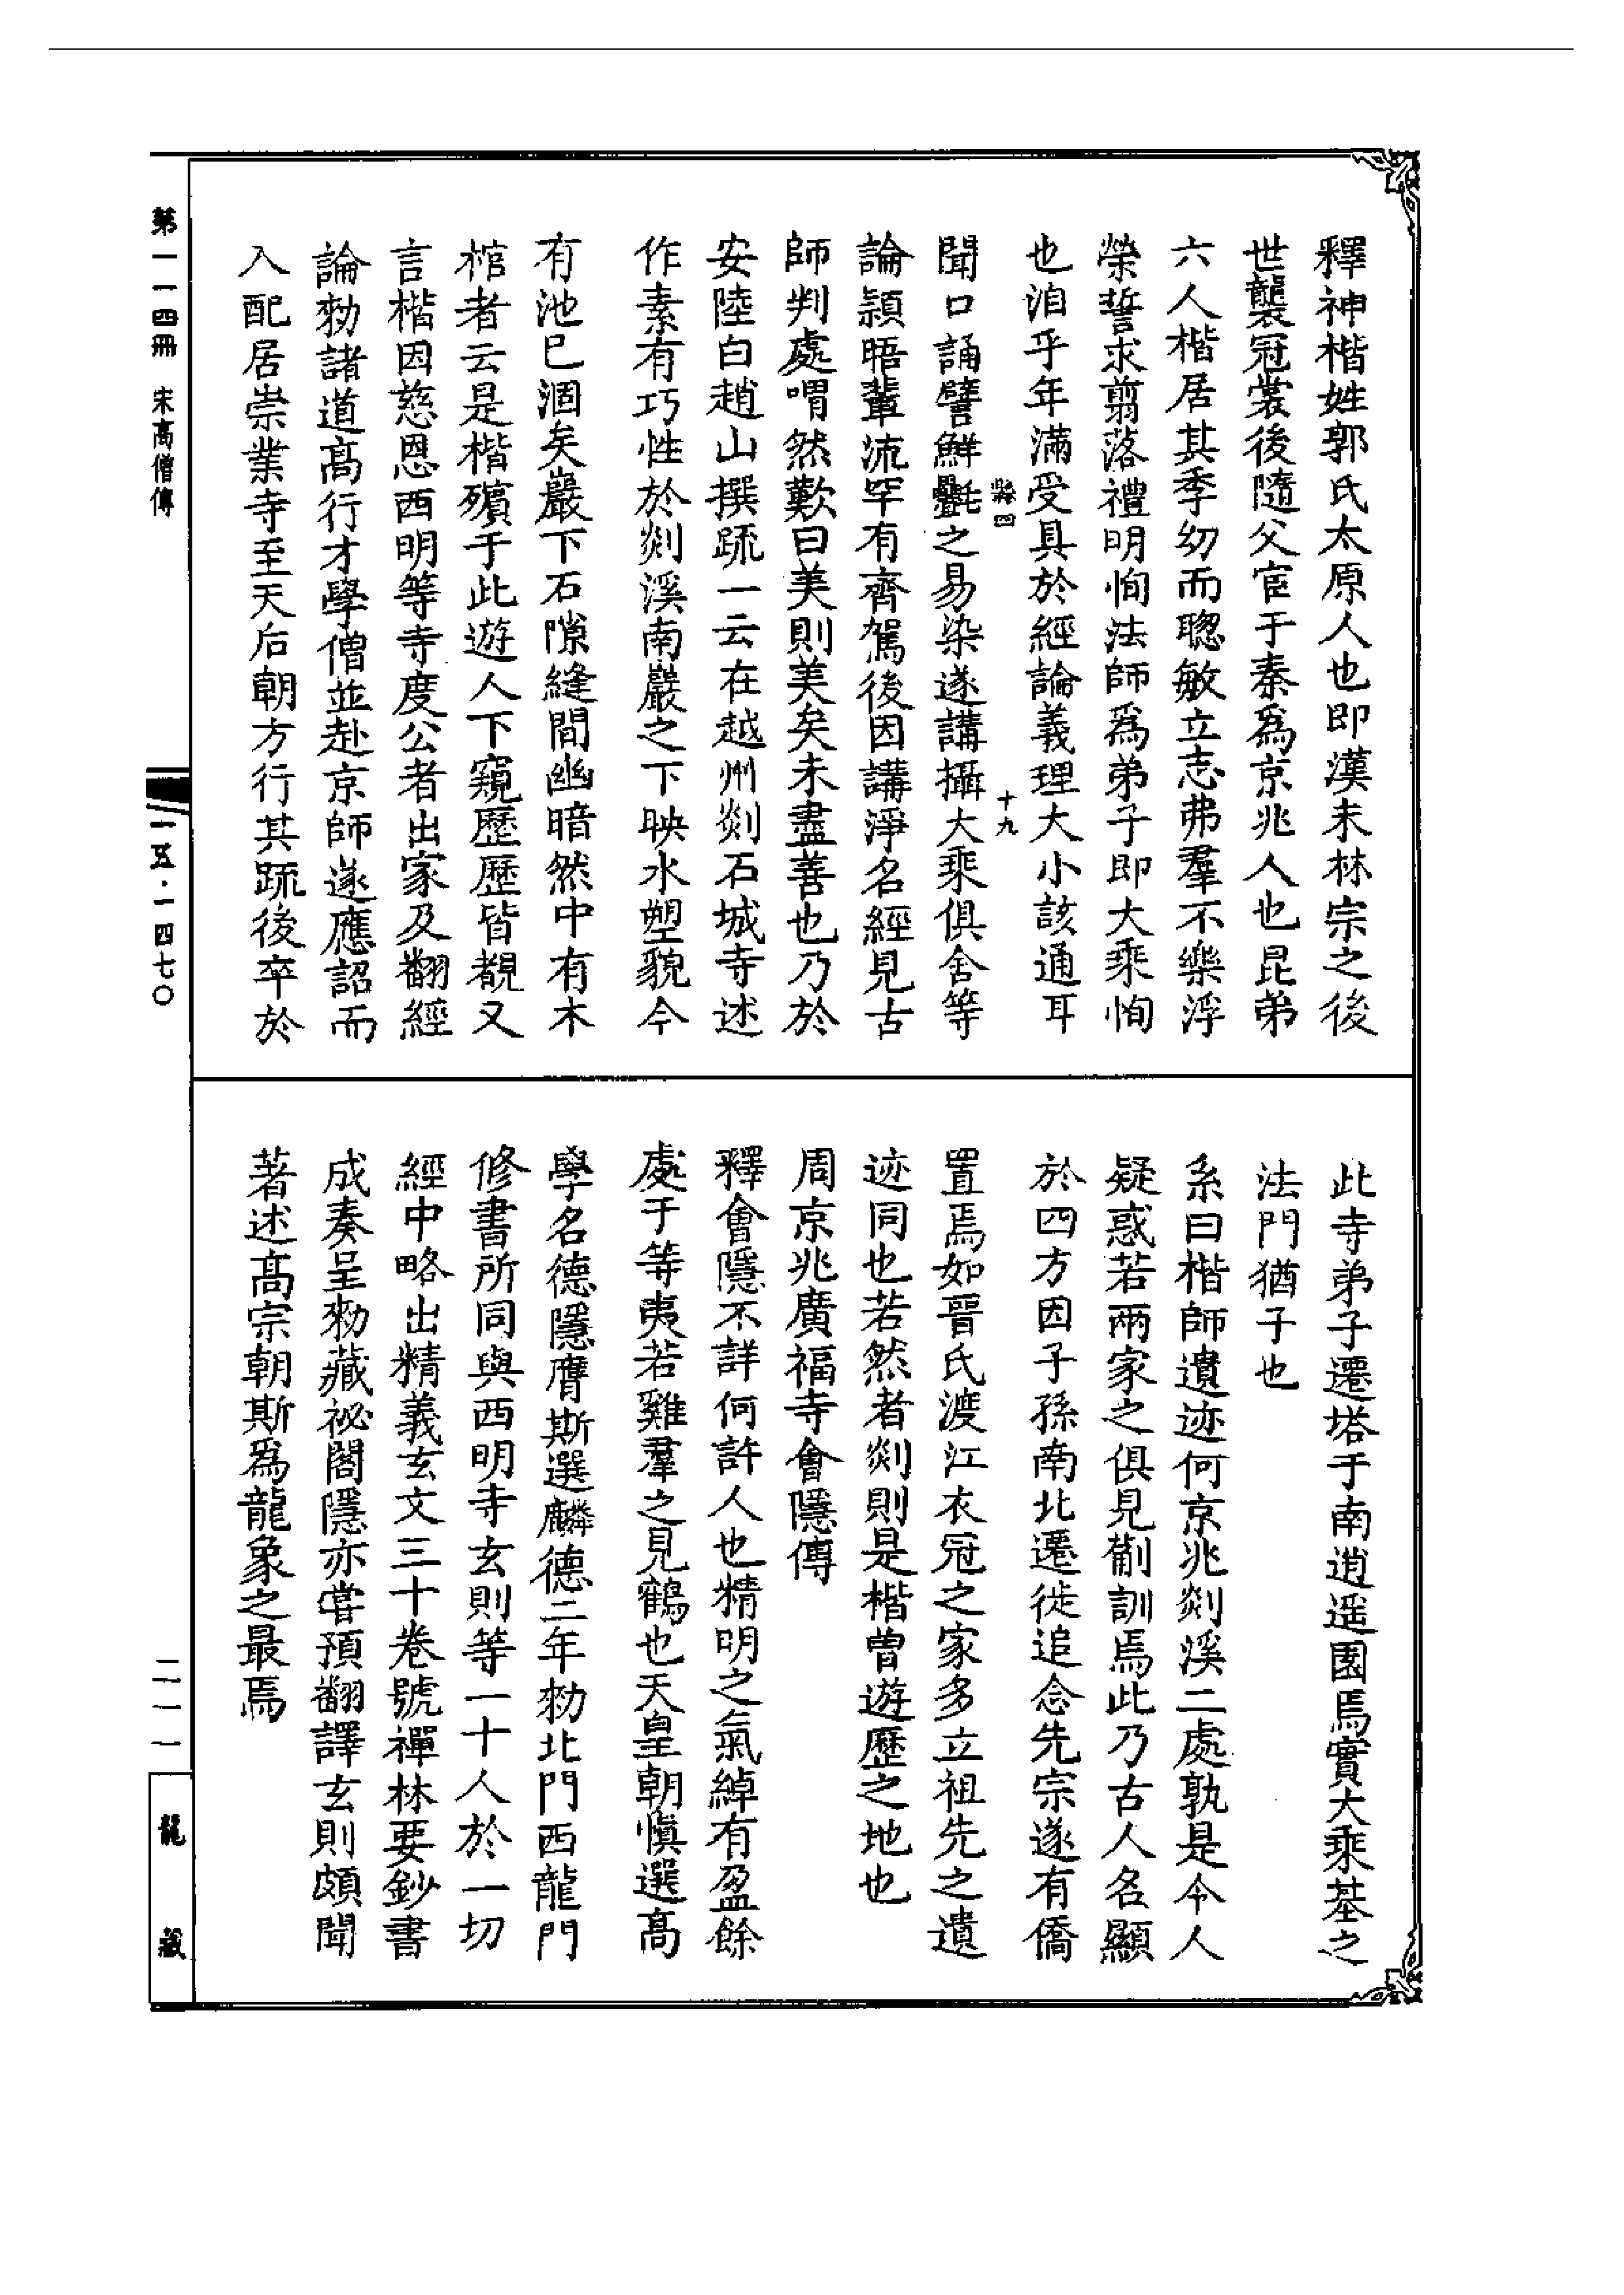 釋神楷姓郭氏太原人也即漢末林宗之後
世襲冠裳後隨父宦于秦爲京兆人也昆弟
六人楷居其季幼而聰敏立志弗羣不樂浮
榮誓求翦落禮明恂法師爲弟子即大乘恂
也洎乎年滿受具於經論義理大小該通耳
縣四 十九
聞口誦譬鮮㲲之易染遂講攝大乘俱舍等
論穎晤輩流罕有齊駕後因講淨名經見古
師判處喟然歎曰美則美矣未盡善也乃於
安陸白趙山撰疏一云在越州剡石城寺述
作素有巧性於剡溪南巖之下映水塑貌今
有池已涸矣巖下石隙縫間幽暗然中有木
棺者云是楷殯于此遊人下窺歷歷皆覩又
言楷因慈恩西明等寺度公者出家及翻經
論勑諸道高行才學僧並赴京師遂應詔而
入配居崇業寺至天后朝方行其疏後卒於
此寺弟子遷塔于南逍遥園焉實大乘基之
法門猶子也
系曰楷師遺迹何京兆剡溪二處孰是今人
疑惑若兩家之俱見剬訓焉此乃古人名顯
於四方因子孫南北遷徙追念先宗遂有僑
置焉如晉氏渡江衣冠之家多立祖先之遺
迹同也若然者剡則是楷曾遊歷之地也
周京兆廣福寺會隱傳
釋會隱不詳何許人也精明之氣綽有盈餘
處于等夷若雞羣之見鶴也天皇朝慎選高
學名德隱膺斯選麟德二年勑北門西龍門
修書所同與西明寺玄則等一十人於一切
經中略出精義玄文三十卷號禪林要鈔書
成奏呈勑藏祕閣隱亦嘗預翻譯玄則頗聞
著述高宗朝斯爲龍象之最焉
第一一四冊 宋高僧傳
一五·一四七〇
二一一
龍藏